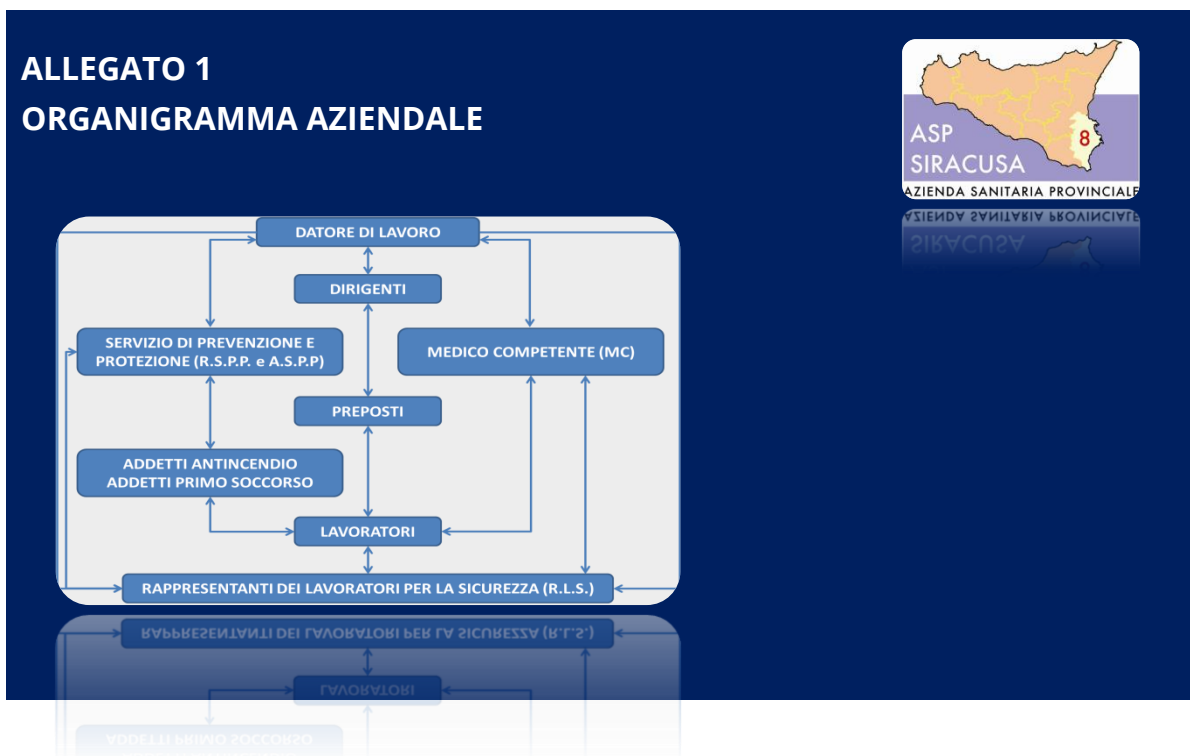 ALLEGATO 1
ORGANIGRAMMA AZIENDALE
ASP
SIRACUSA
8
AZIENDA SANITARIA PROVINCIALE
DATORE DI LAVORO
DIRIGENTI
SERVIZIO DI PREVENZIONE E
PROTEZIONE (R.S.P.P. e A.S.P.P)
MEDICO COMPETENTE (MC)
PREPOSTI
ADDETTI ANTINCENDIO
ADDETTI PRIMO SOCCORSO
LAVORATORI
RAPPRESENTANTI DEI LAVORATORI PER LA SICUREZZA (R.L.S.)